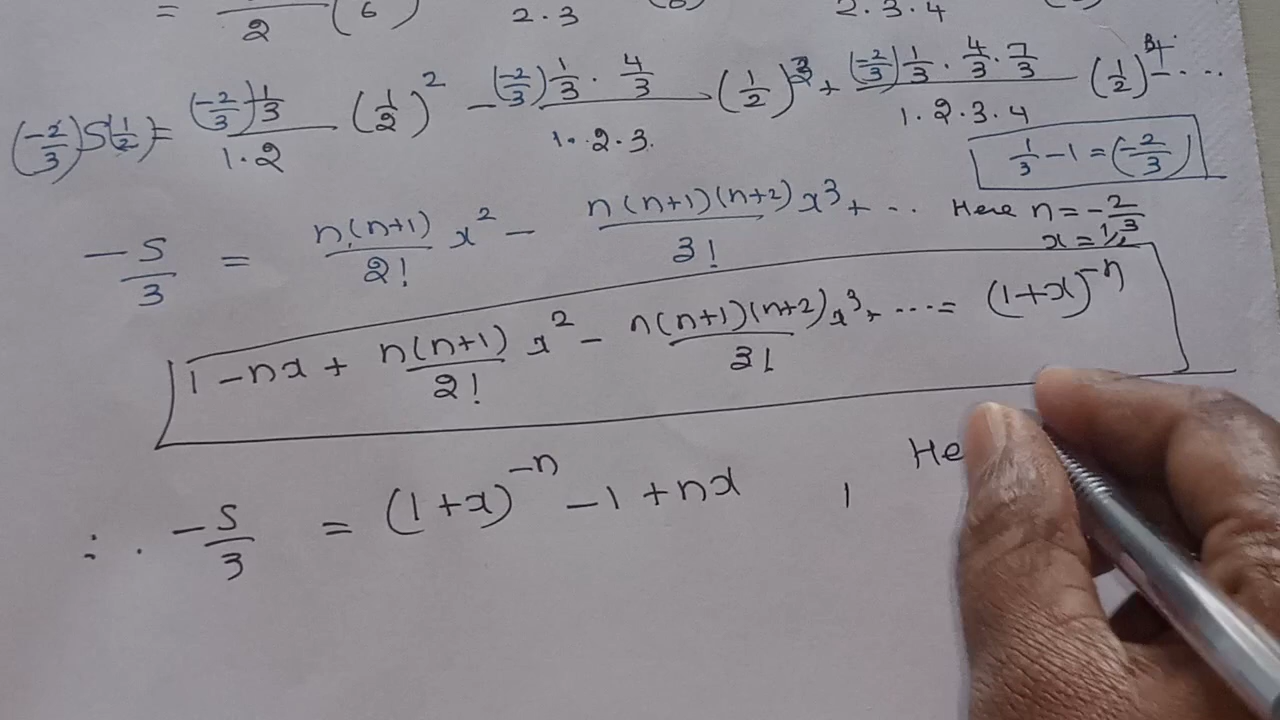 = /2 (6) 2·3 2·3·4
(-2/3) S(1/2) = (-2/3) 1/3 / 1·2 (1/2)^2 - (-2/3) 1/3 · 4/3 / 1·2·3. (1/2)^3 + (-2/3) 1/3 · 4/3 · 7/3 / 1·2·3·4 (1/2)^4 - ....
1/3 - 1 = (-2/3)
-S/3 = n(n+1)/2! x^2 - n(n+1)(n+2)x^3/3! + .. Here n = -2/3
x = 1/2
1 - nx + n(n+1)/2! x^2 - n(n+1)(n+2)x^3/3! + .... = (1+x)^-n
∴ -S/3 = (1+x)^-n - 1 + nx , He